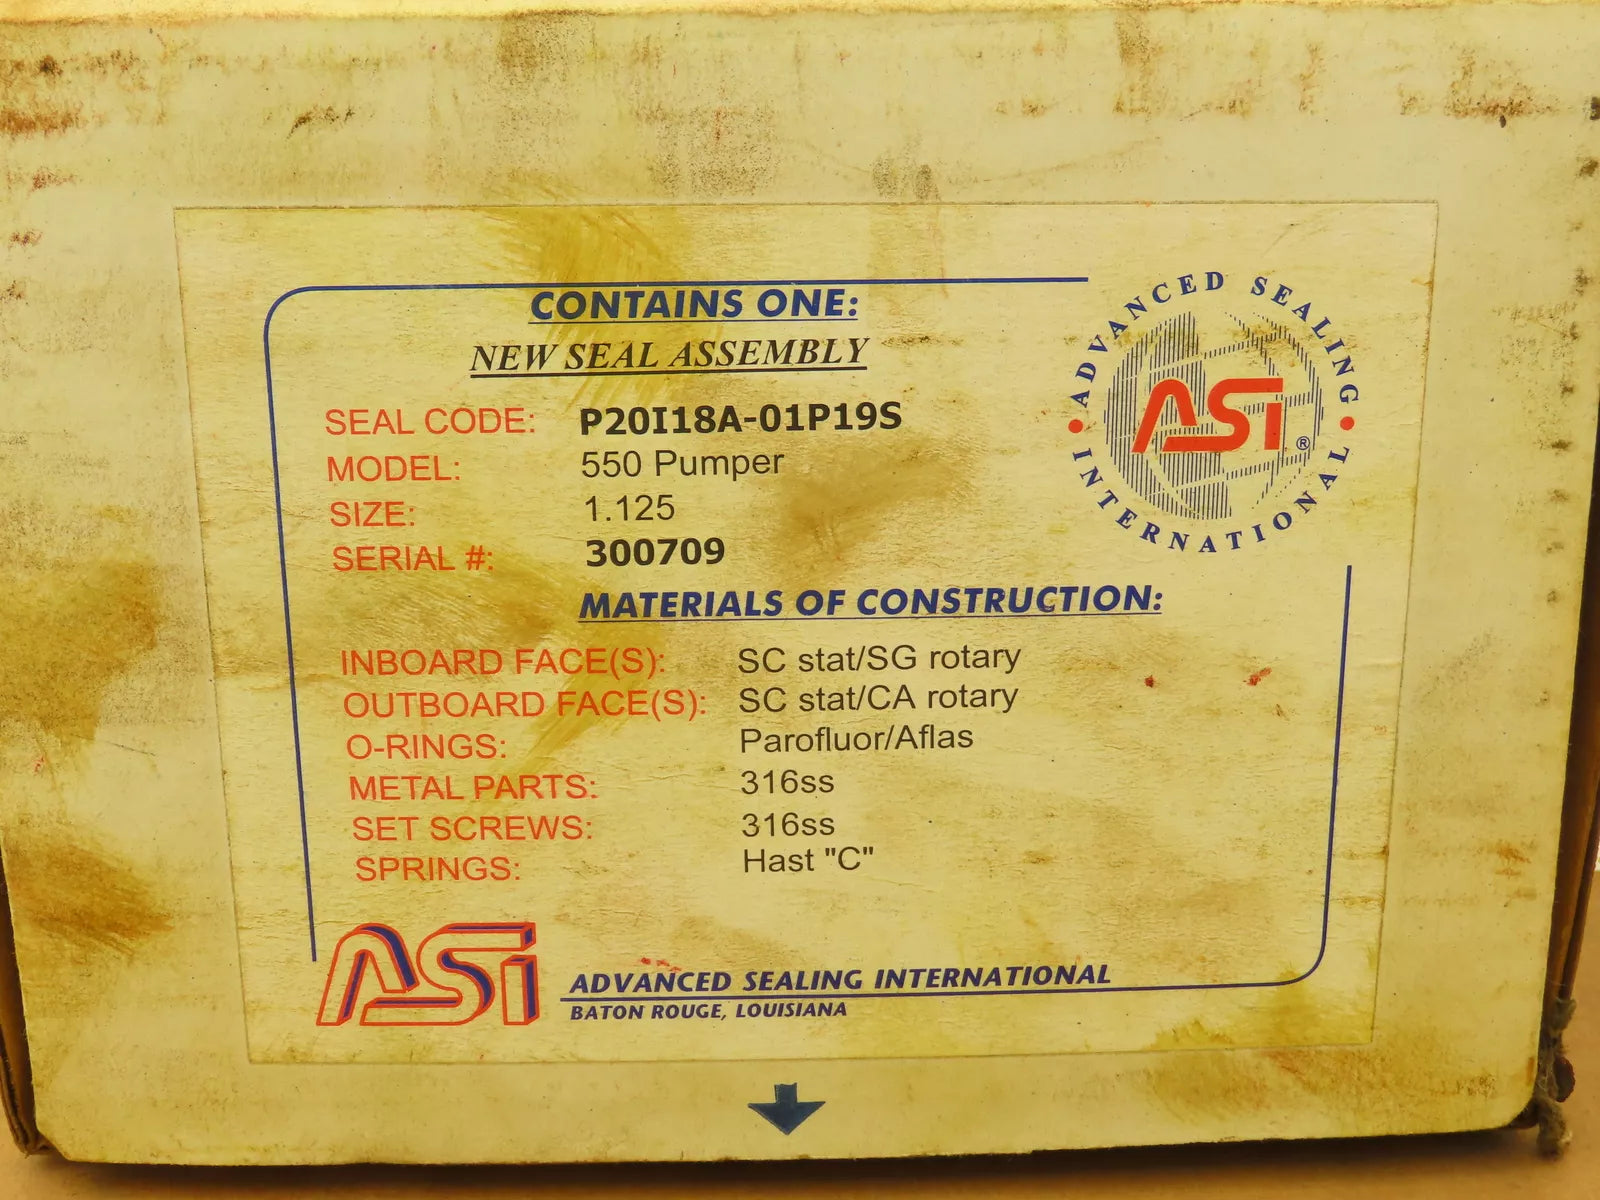 CONTAINS ONE:
NEW SEAL ASSEMBLY
SEAL CODE: P20I18A-01P19S
MODEL: 550 Pumper
SIZE: 1.125
SERIAL #: 300709
ADVANCED SEALING
ASI ®
INTERNATIONAL
MATERIALS OF CONSTRUCTION:
INBOARD FACE(S): SC stat/SG rotary
OUTBOARD FACE(S): SC stat/CA rotary
O-RINGS: Parofluor/Aflas
METAL PARTS: 316ss
SET SCREWS: 316ss
SPRINGS: Hast "C"
ASI ADVANCED SEALING INTERNATIONAL
BATON ROUGE, LOUISIANA